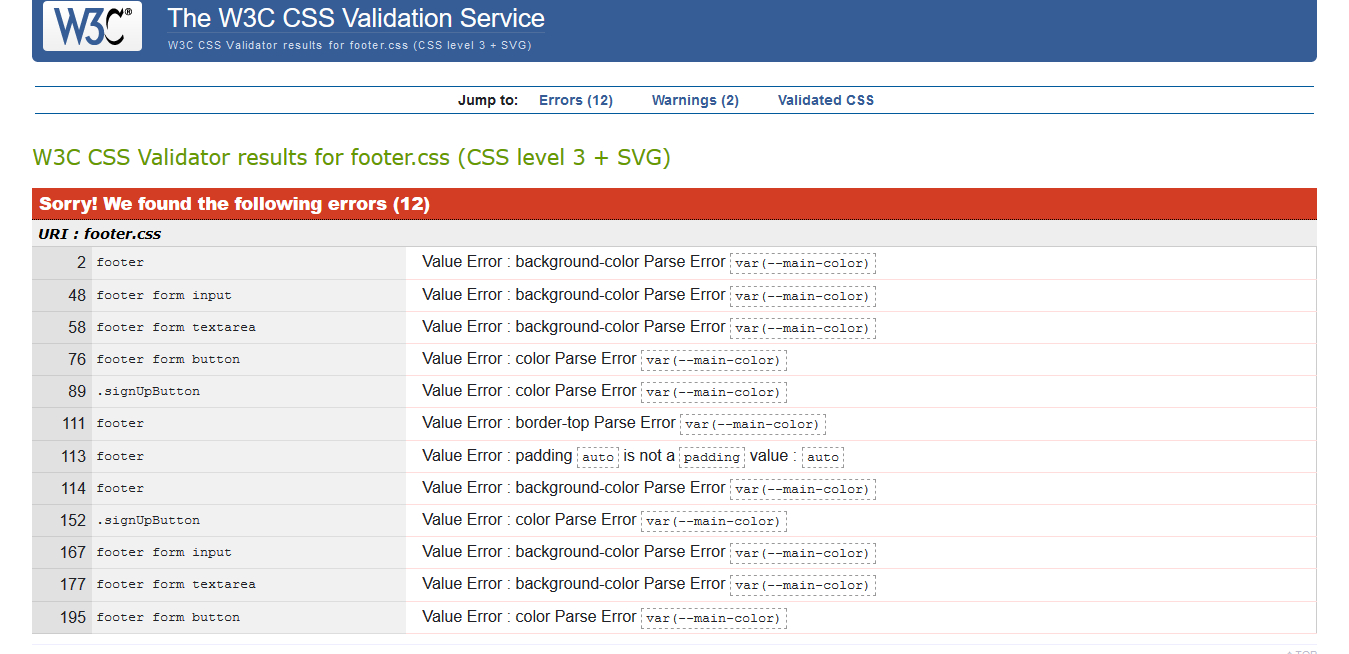 W3C®
The W3C CSS Validation Service
W3C CSS Validator results for footer.css (CSS level 3 + SVG)
Jump to: Errors (12) Warnings (2) Validated CSS
W3C CSS Validator results for footer.css (CSS level 3 + SVG)
Sorry! We found the following errors (12)
URI : footer.css
2 footer Value Error : background-color Parse Error var(--main-color)
48 footer form input Value Error : background-color Parse Error var(--main-color)
58 footer form textarea Value Error : background-color Parse Error var(--main-color)
76 footer form button Value Error : color Parse Error var(--main-color)
89 .signUpButton Value Error : color Parse Error var(--main-color)
111 footer Value Error : border-top Parse Error var(--main-color)
113 footer Value Error : padding auto is not a padding value : auto
114 footer Value Error : background-color Parse Error var(--main-color)
152 .signUpButton Value Error : color Parse Error var(--main-color)
167 footer form input Value Error : background-color Parse Error var(--main-color)
177 footer form textarea Value Error : background-color Parse Error var(--main-color)
195 footer form button Value Error : color Parse Error var(--main-color)